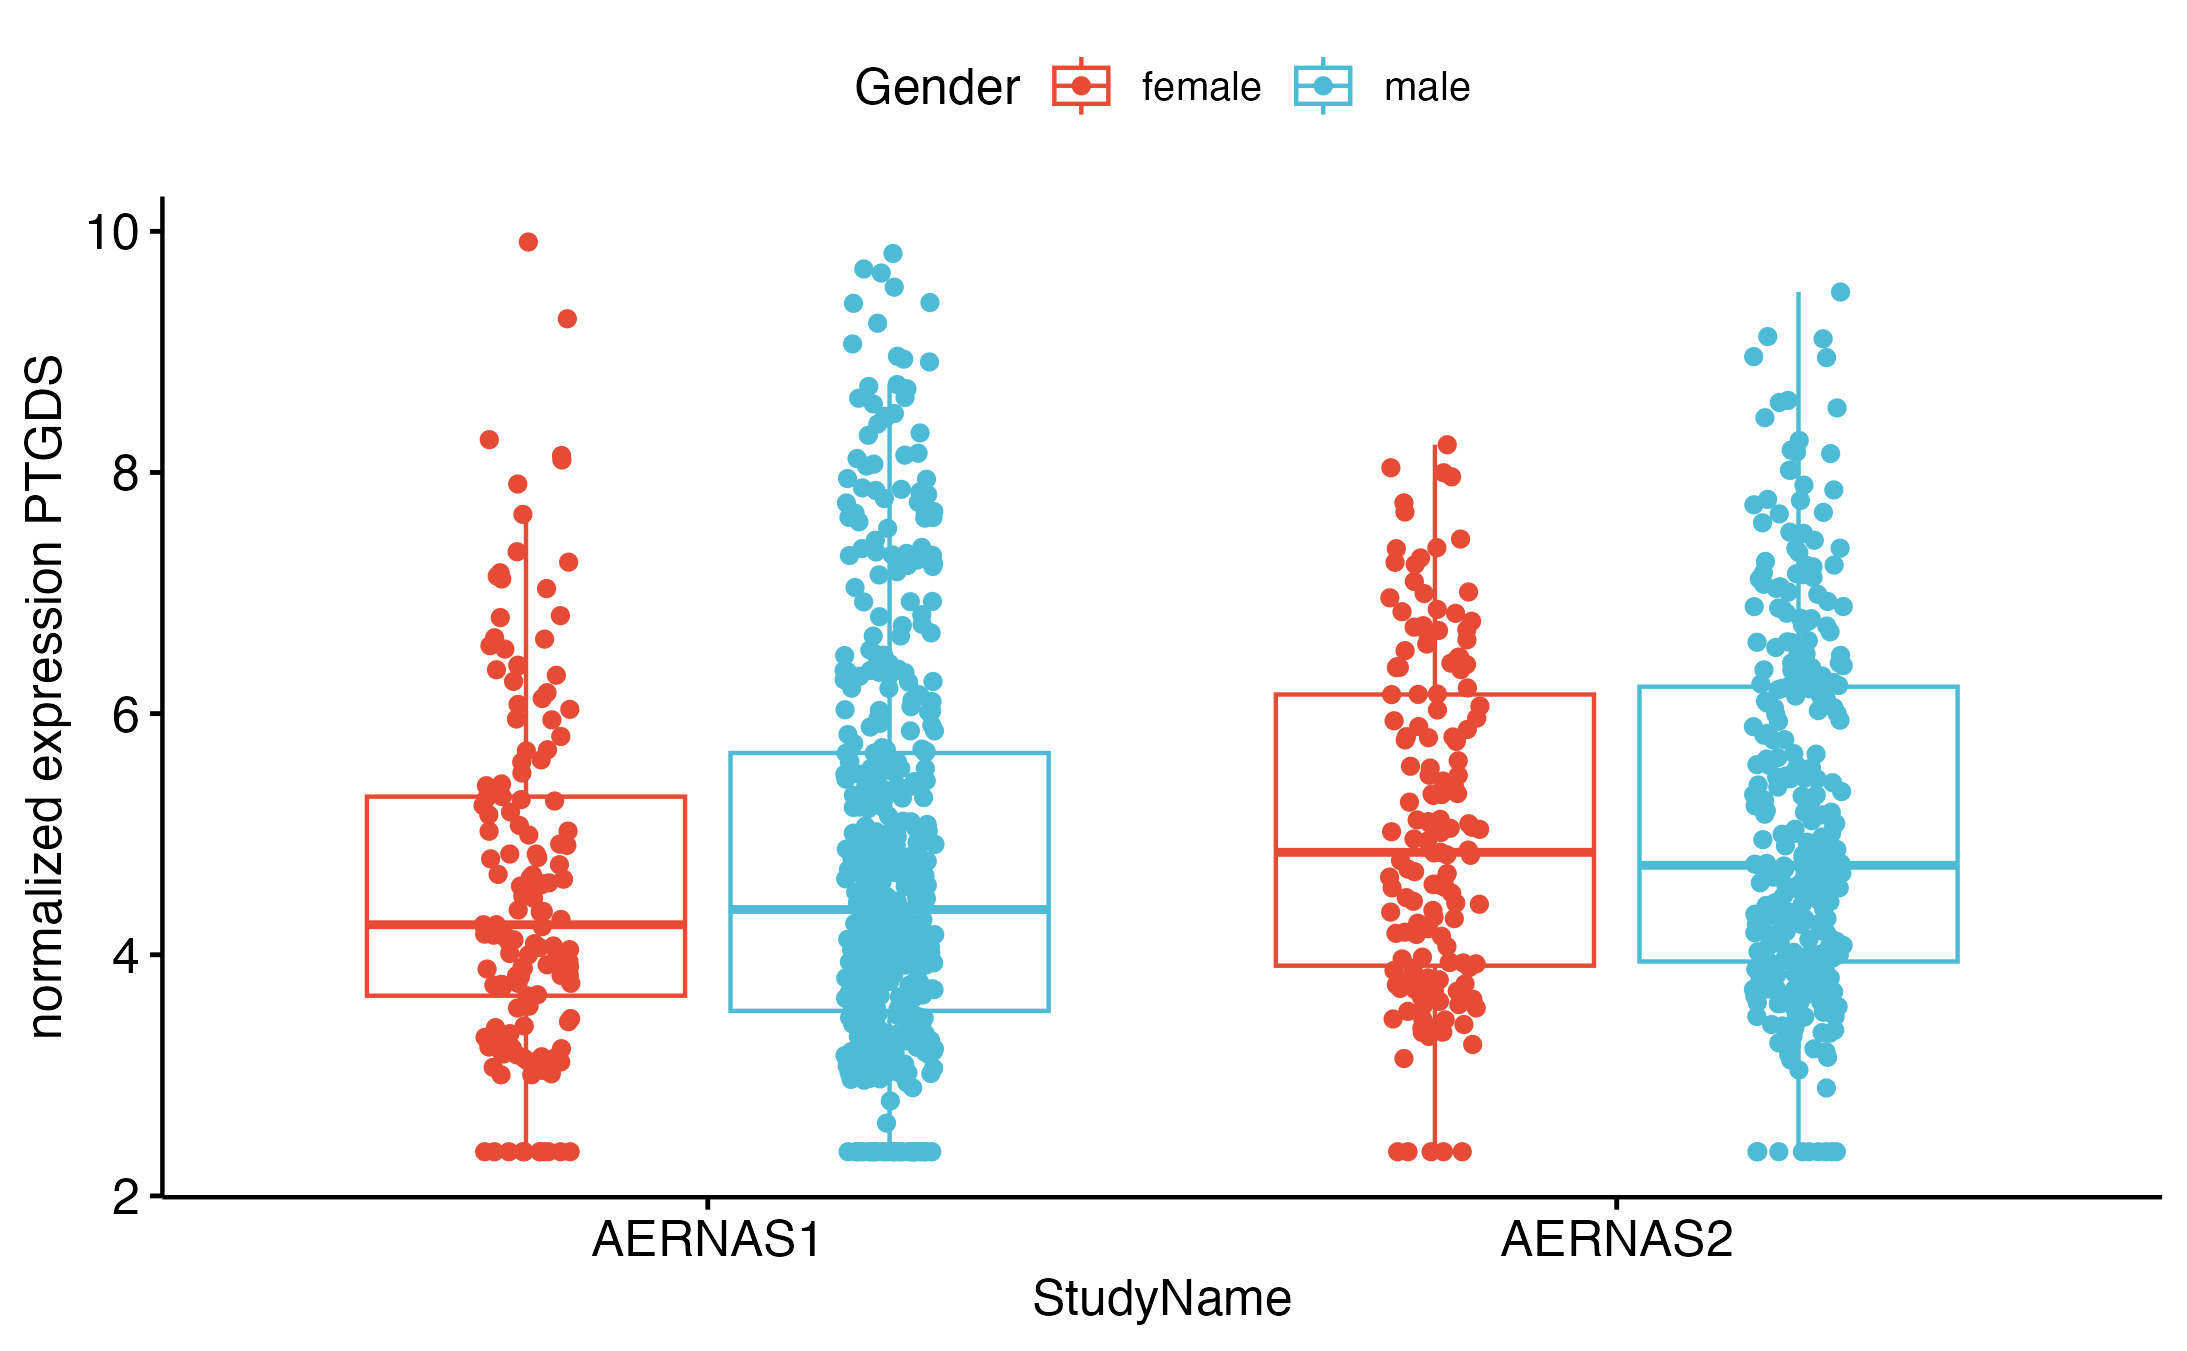 Gender female male
normalized expression PTGDS
10
8
6
4
2
AERNAS1 AERNAS2
StudyName